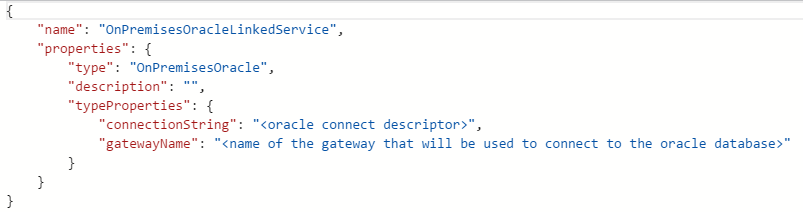 {
    "name": "OnPremisesOracleLinkedService",
    "properties": {
        "type": "OnPremisesOracle",
        "description": "",
        "typeProperties": {
            "connectionString": "<oracle connect descriptor>",
            "gatewayName": "<name of the gateway that will be used to connect to the oracle database>"
        }
    }
}